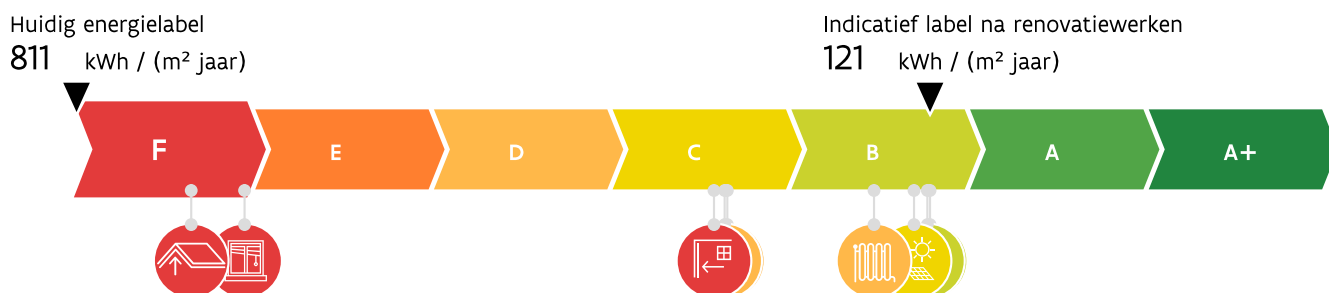 Huidig energielabel
811 kWh / (m² jaar)
Indicatief label na renovatiewerken
121 kWh / (m² jaar)
F E D C B A A+